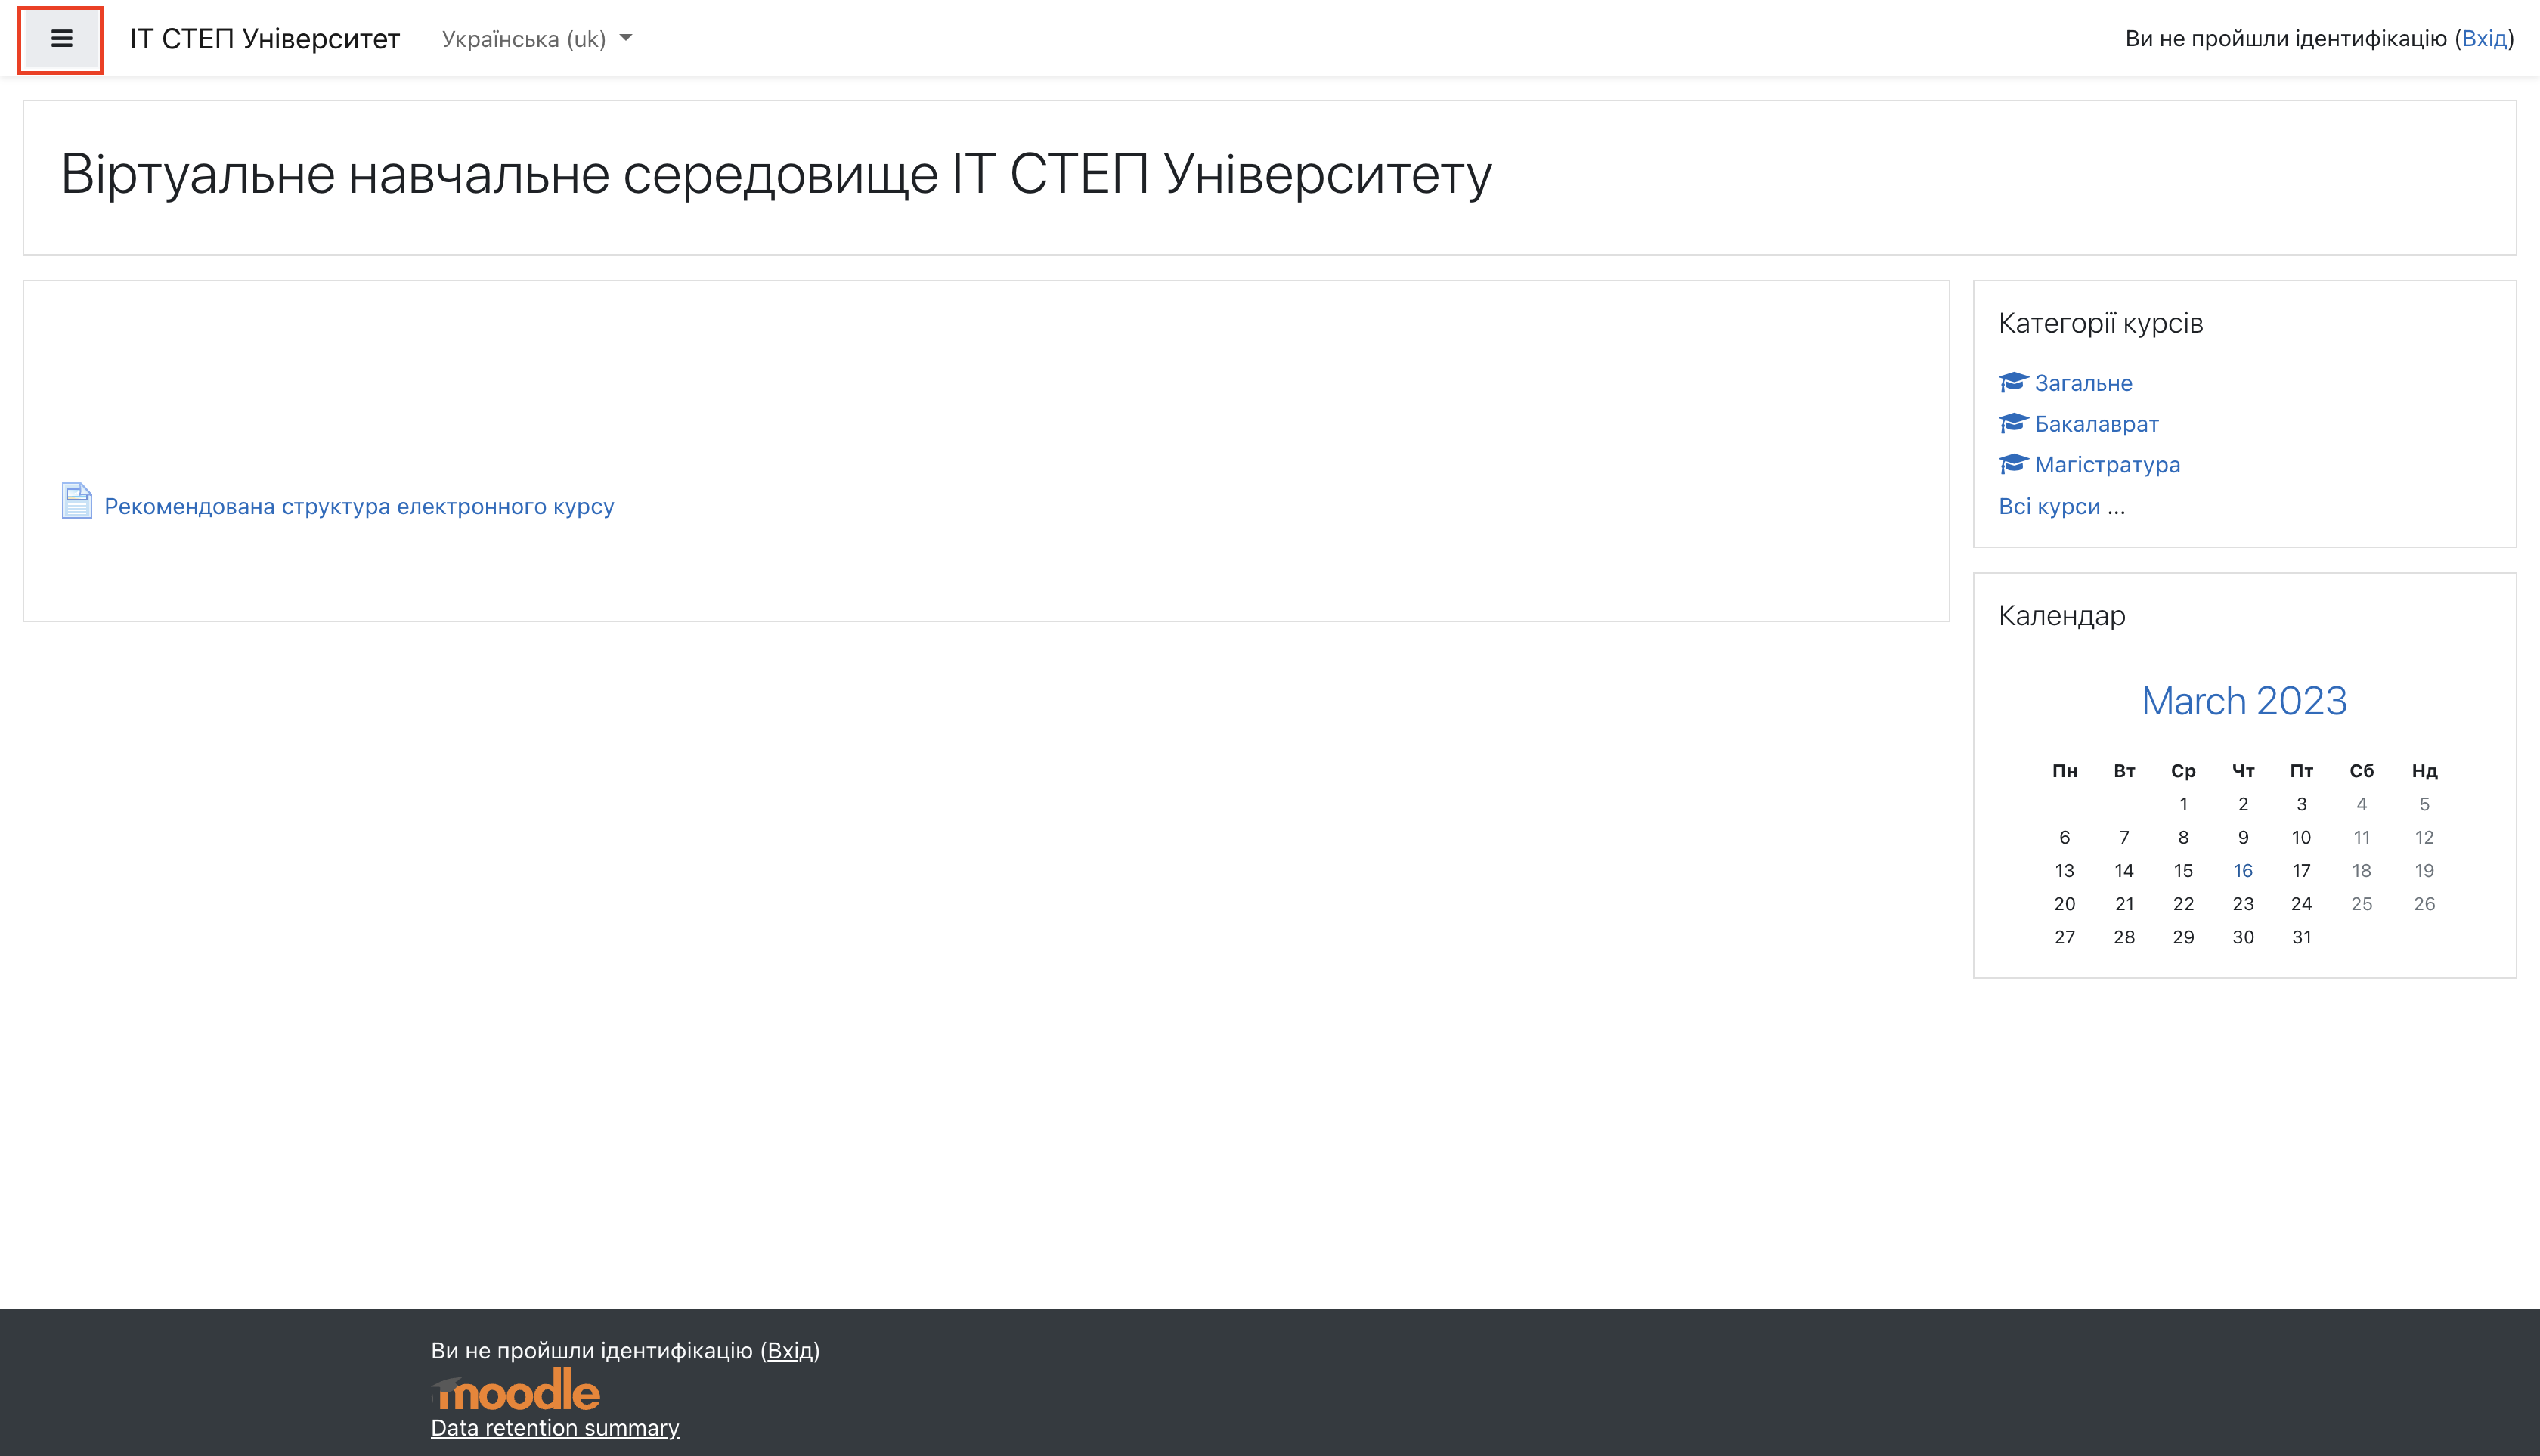 ІТ СТЕП Університет
Українська (uk)
Ви не пройшли ідентифікацію (Вхід)
Віртуальне навчальне середовище ІТ СТЕП Університету
Рекомендована структура електронного курсу
Категорії курсів
Загальне
Бакалаврат
Магістратура
Всі курси ...
Календар
March 2023
Пн Вт Ср Чт Пт Сб Нд
1 2 3 4 5
6 7 8 9 10 11 12
13 14 15 16 17 18 19
20 21 22 23 24 25 26
27 28 29 30 31
Ви не пройшли ідентифікацію (Вхід)
moodle
Data retention summary